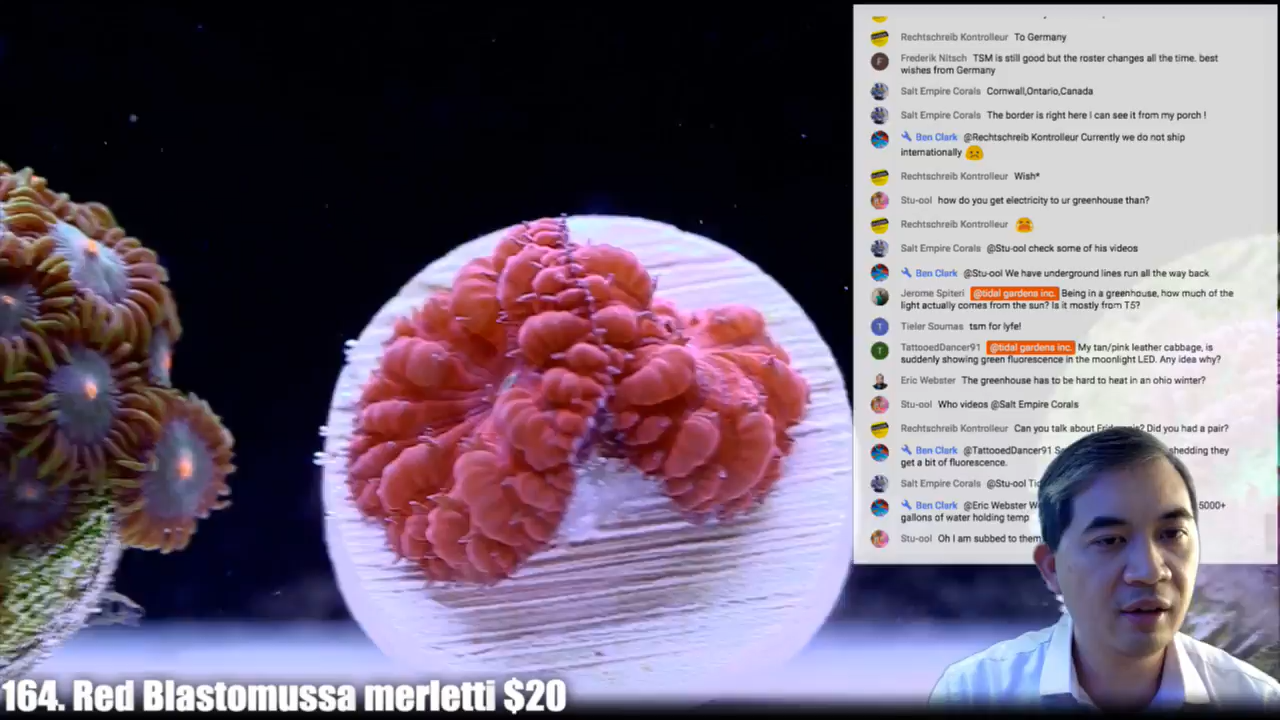 Rechtschreib Kontrolleur To Germany
F Frederik Nitsch TSM is still good but the roster changes all the time. best
wishes from Germany
Salt Empire Corals Cornwall,Ontario,Canada
Salt Empire Corals The border is right here I can see it from my porch !
Ben Clark @Rechtschreib Kontrolleur Currently we do not ship
internationally
Rechtschreib Kontrolleur Wish*
Stu-ool how do you get electricity to ur greenhouse than?
Rechtschreib Kontrolleur
Salt Empire Corals @Stu-ool check some of his videos
Ben Clark @Stu-ool We have underground lines run all the way back
Jerome Spiteri @tidal gardens inc. Being in a greenhouse, how much of the
light actually comes from the sun? Is it mostly from T5?
T Tieler Soumas tsm for lyfe!
T TattooedDancer91 @tidal gardens inc. My tan/pink leather cabbage, is
suddenly showing green fluorescence in the moonlight LED. Any idea why?
Eric Webster The greenhouse has to be hard to heat in an ohio winter?
Stu-ool Who videos @Salt Empire Corals
Rechtschreib Kontrolleur Can you talk about Did you had a pair?
Ben Clark @TattooedDancer91 shedding they
get a bit of fluorescence.
Salt Empire Corals @Stu-ool
Ben Clark @Eric Webster 5000+
gallons of water holding temp
Stu-ool Oh I am subbed to them
164. Red Blastomussa merletti $20